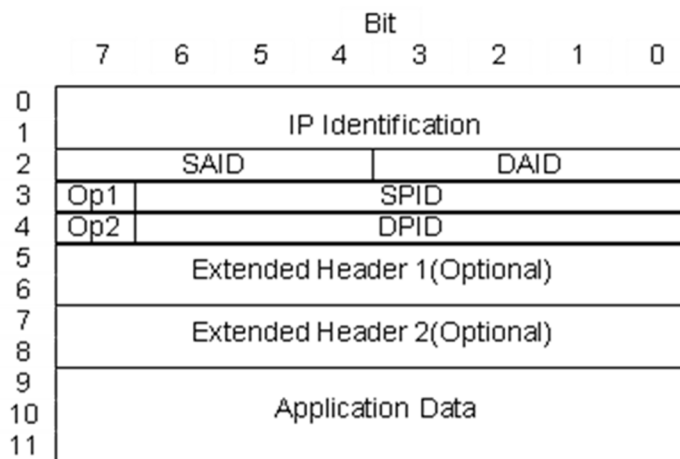 Bit
7 6 5 4 3 2 1 0
0
1 IP Identification
2 SAID DAID
3 Op1 SPID
4 Op2 DPID
5 Extended Header 1(Optional)
6
7 Extended Header 2(Optional)
8
9
10 Application Data
11